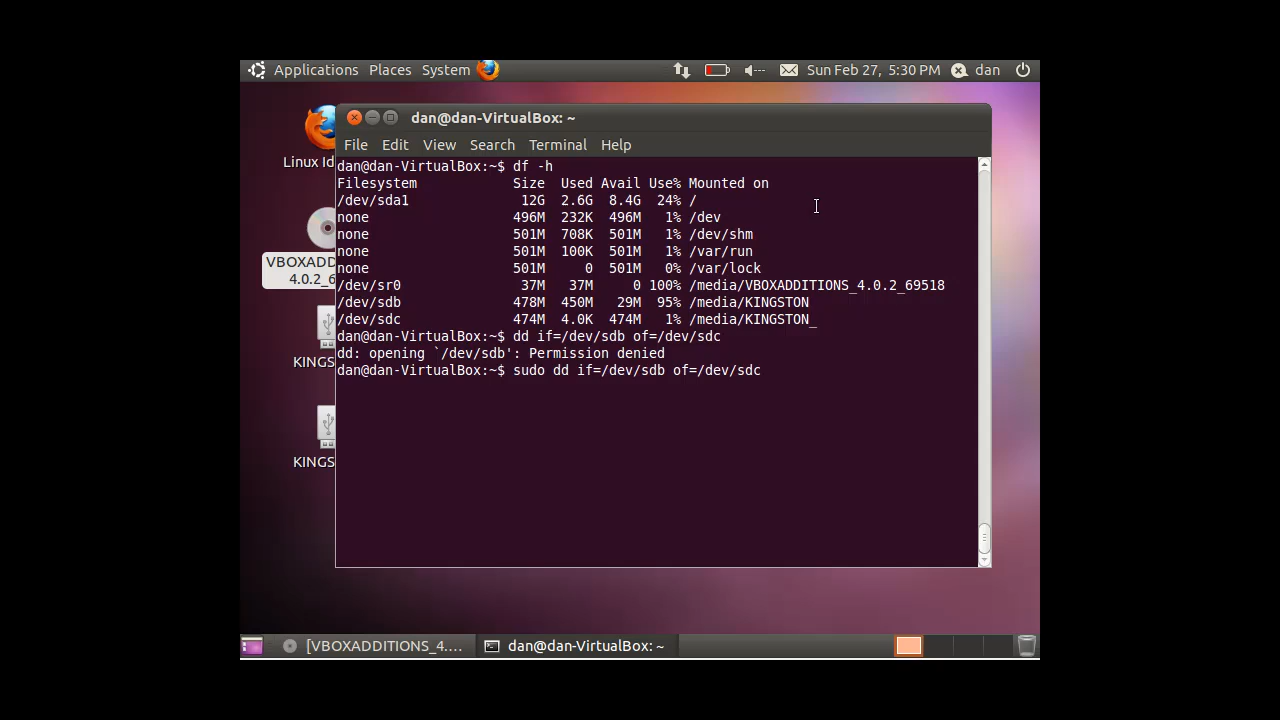 Applications Places System Sun Feb 27, 5:30 PM dan
dan@dan-VirtualBox: ~
File Edit View Search Terminal Help
Linux Id
VBOXADD
4.0.2_6
KINGS
KINGS
dan@dan-VirtualBox:~$ df -h
Filesystem Size Used Avail Use% Mounted on
/dev/sda1 12G 2.6G 8.4G 24% /
none 496M 232K 496M 1% /dev
none 501M 708K 501M 1% /dev/shm
none 501M 100K 501M 1% /var/run
none 501M 0 501M 0% /var/lock
/dev/sr0 37M 37M 0 100% /media/VBOXADDITIONS_4.0.2_69518
/dev/sdb 478M 450M 29M 95% /media/KINGSTON
/dev/sdc 474M 4.0K 474M 1% /media/KINGSTON_
dan@dan-VirtualBox:~$ dd if=/dev/sdb of=/dev/sdc
dd: opening `/dev/sdb': Permission denied
dan@dan-VirtualBox:~$ sudo dd if=/dev/sdb of=/dev/sdc
[VBOXADDITIONS_4.... dan@dan-VirtualBox: ~